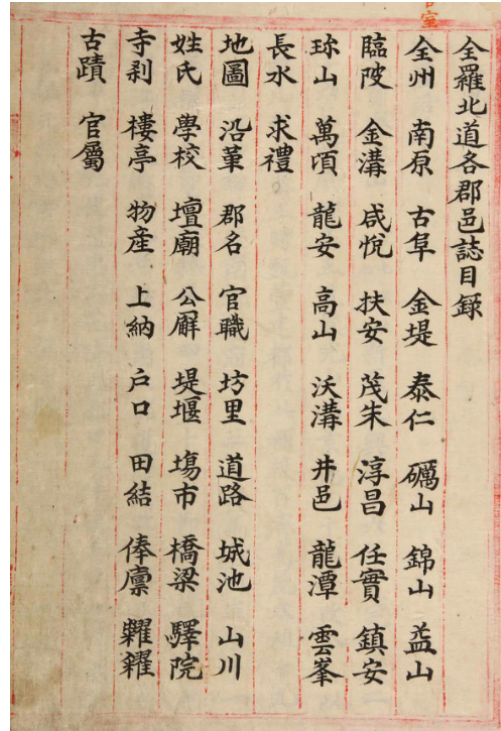 全羅北道各郡邑誌目錄
全州 南原 古阜 金堤 泰仁 礪山 錦山 益山
臨陂 金溝 咸悅 扶安 茂朱 淳昌 任實 鎮安
珎山 萬頃 龍安 高山 沃溝 井邑 龍潭 雲峯
長水 求禮
地圖 沿革 郡名 官職 坊里 道路 城池 山川
姓氏 學校 壇廟 公廨 堤堰 塲市 橋梁 驛院
寺刹 樓亭 物産 上納 戶口 田結 俸廩 糶糴
古蹟 官屬